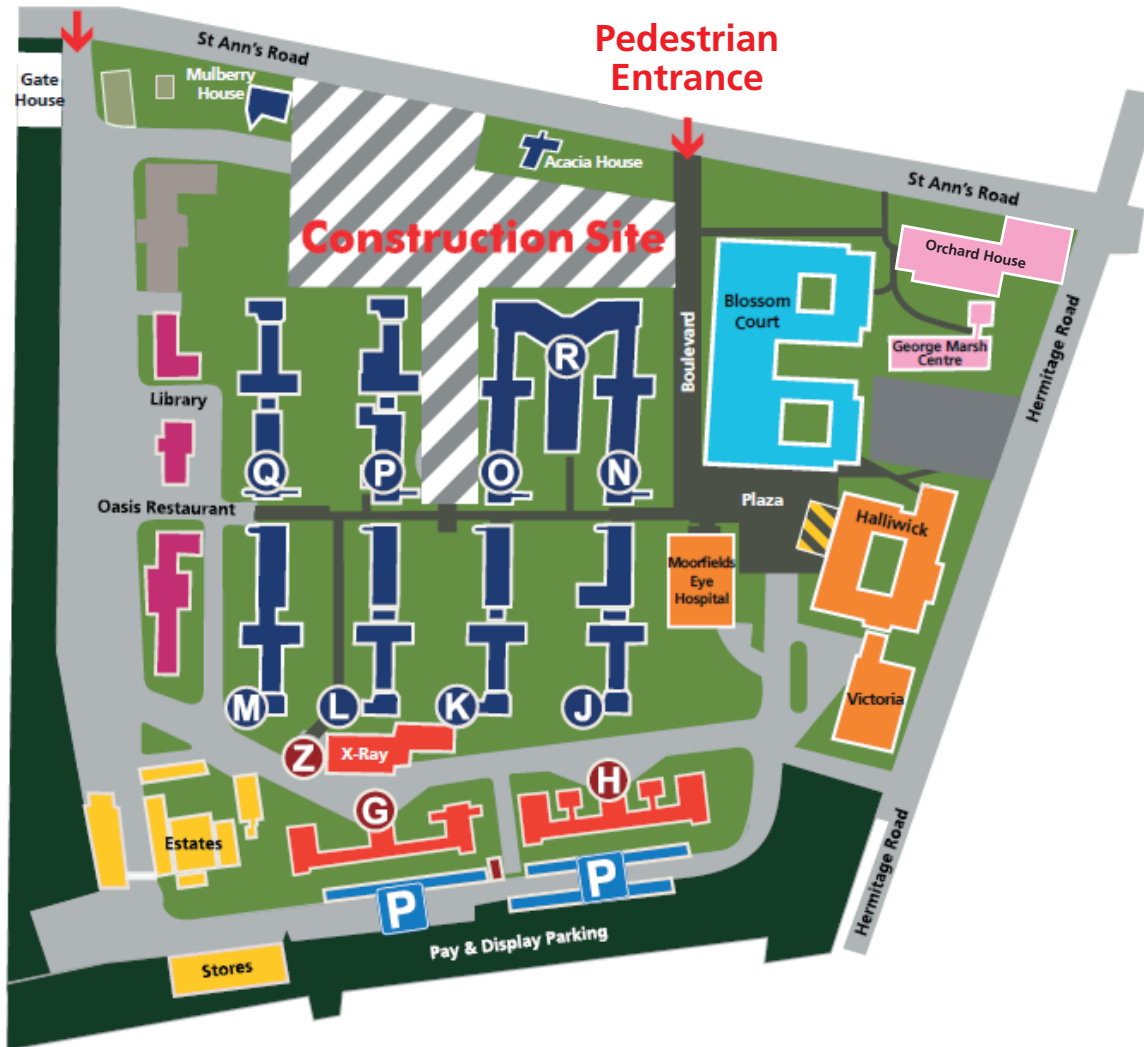 St Ann's Road
Pedestrian
Entrance
Gate
House
Mulberry
House
Acacia House
St Ann's Road
Construction Site
Orchard House
Blossom
Court
George Marsh
Centre
Hermitage Road
Boulevard
R
Library
Q
P
O
N
Oasis Restaurant
Plaza
Halliwick
Moorfields
Eye
Hospital
M
L
K
J
Victoria
Z
X-Ray
H
G
Estates
Hermitage Road
P
P
Pay & Display Parking
Stores